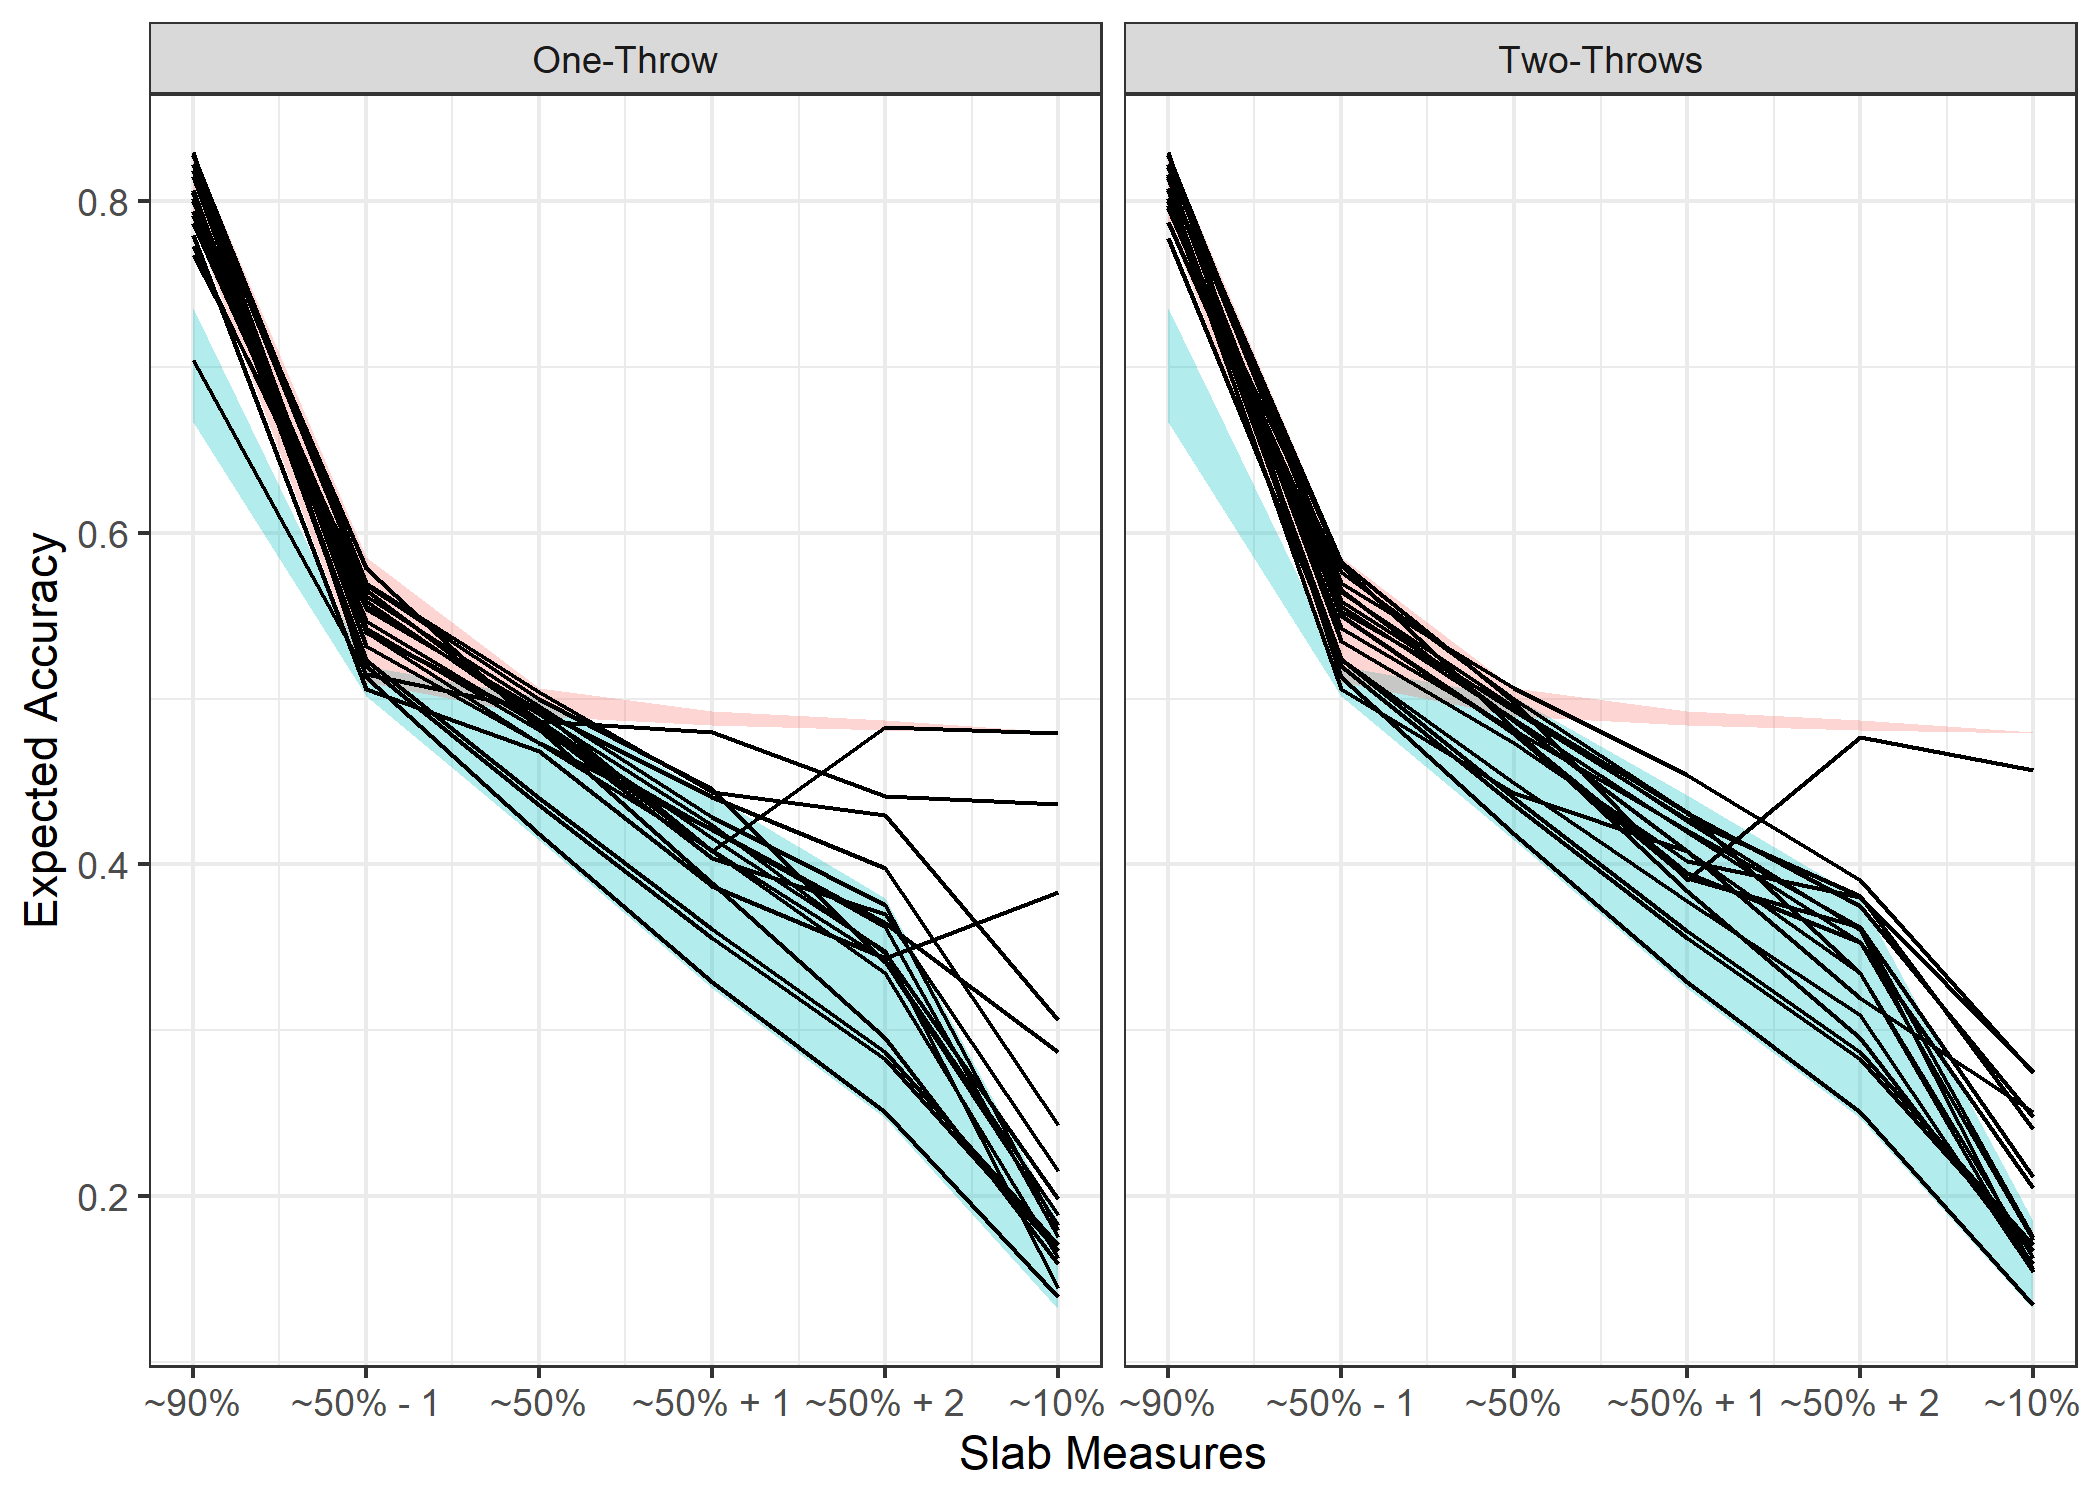 One-Throw
Two-Throws
Expected Accuracy
0.8
0.6
0.4
0.2
~90% ~50% - 1 ~50% ~50% + 1 ~50% + 2 ~10%
~90% ~50% - 1 ~50% ~50% + 1 ~50% + 2 ~10%
Slab Measures